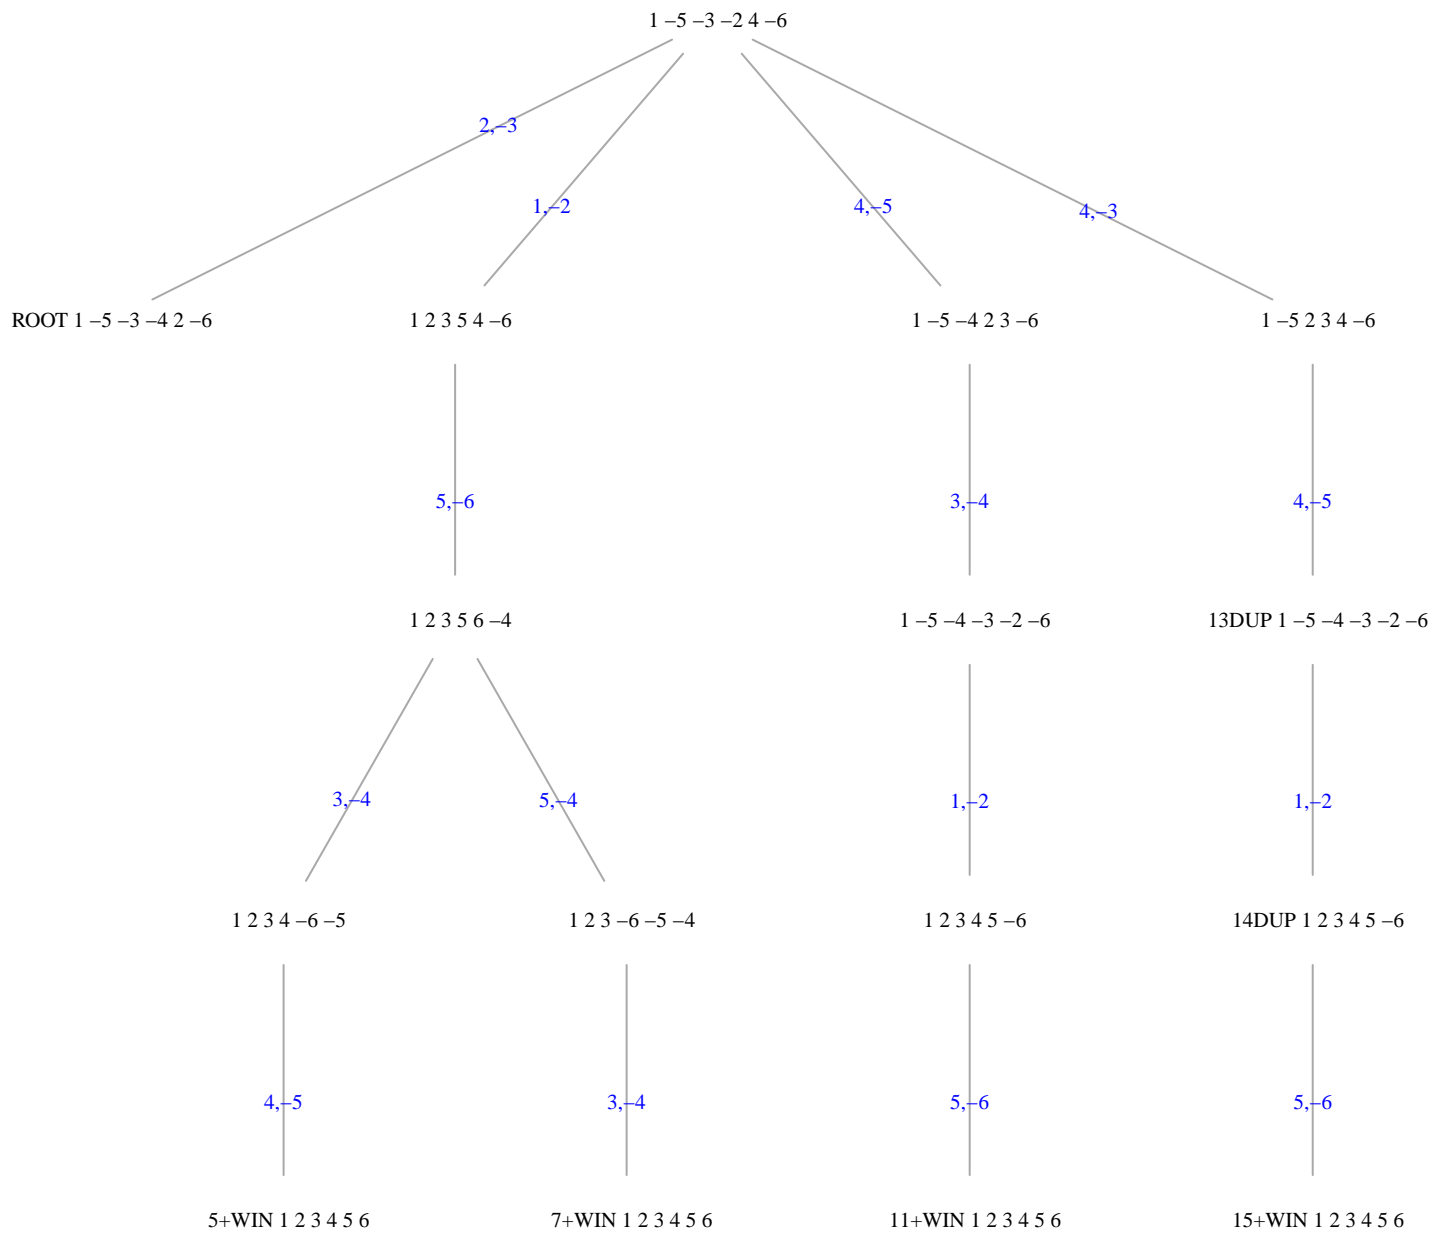 1 –5 –3 –2 4 –6
2,–3
1,–2
4,–5
4,–3
ROOT 1 –5 –3 –4 2 –6
1 2 3 5 4 –6
1 –5 –4 2 3 –6
1 –5 2 3 4 –6
5,–6
3,–4
4,–5
1 2 3 5 6 –4
1 –5 –4 –3 –2 –6
13DUP 1 –5 –4 –3 –2 –6
3,–4
5,–4
1,–2
1,–2
1 2 3 4 –6 –5
1 2 3 –6 –5 –4
1 2 3 4 5 –6
14DUP 1 2 3 4 5 –6
4,–5
3,–4
5,–6
5,–6
5+WIN 1 2 3 4 5 6
7+WIN 1 2 3 4 5 6
11+WIN 1 2 3 4 5 6
15+WIN 1 2 3 4 5 6